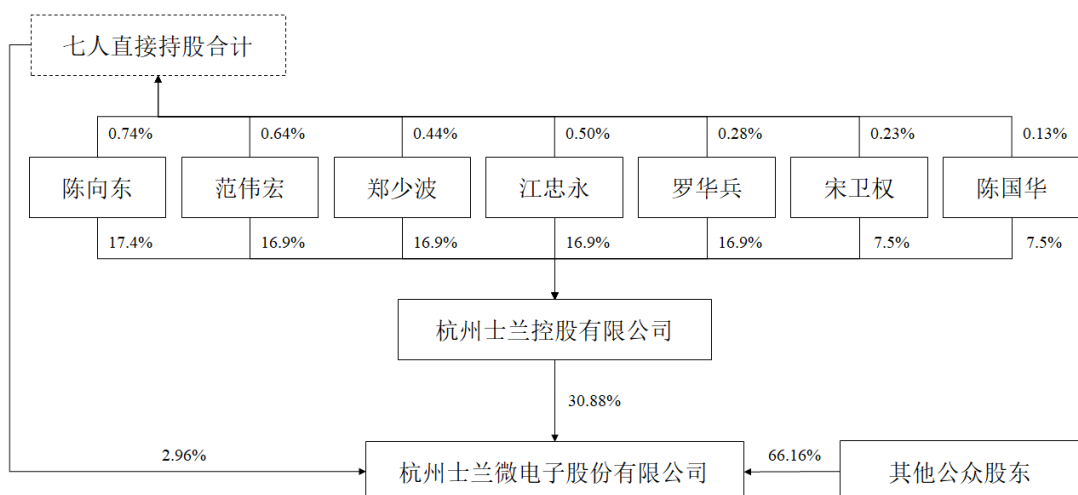 七人直接持股合计
0.74%
0.64%
0.44%
0.50%
0.28%
0.23%
0.13%
陈向东
范伟宏
郑少波
江忠永
罗华兵
宋卫权
陈国华
17.4%
16.9%
16.9%
16.9%
16.9%
7.5%
7.5%
杭州士兰控股有限公司
30.88%
2.96%
杭州士兰微电子股份有限公司
66.16%
其他公众股东